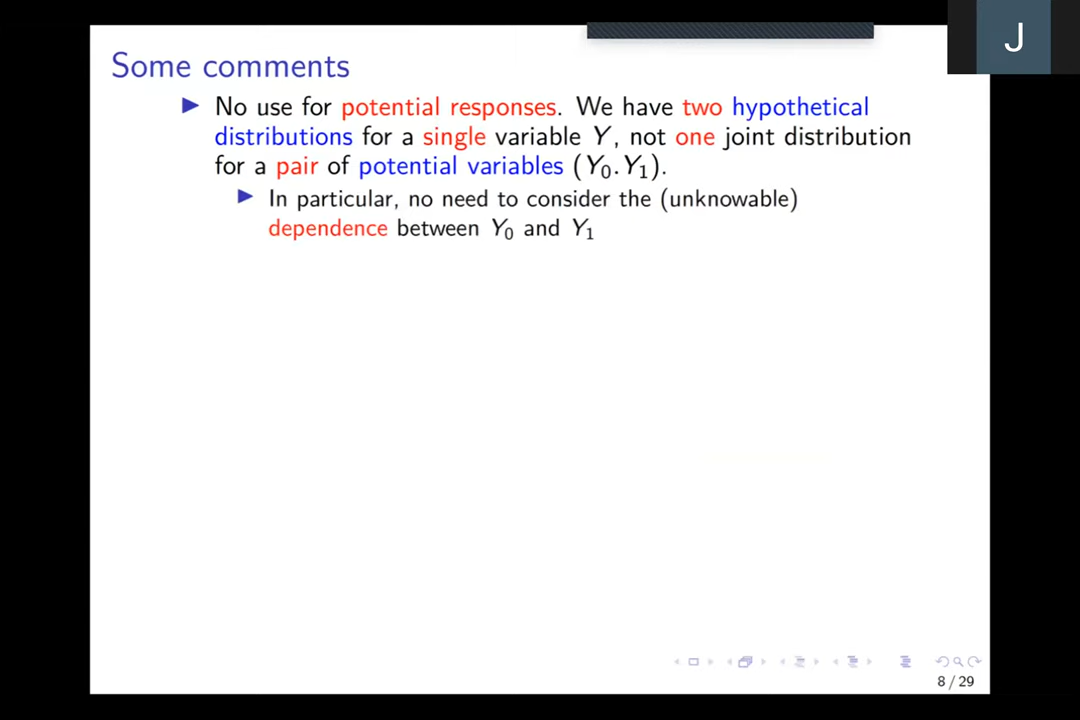 J
Some comments
▶ No use for potential responses. We have two hypothetical
distributions for a single variable Y, not one joint distribution
for a pair of potential variables (Y₀.Y₁).
▶ In particular, no need to consider the (unknowable)
dependence between Y₀ and Y₁
8 / 29